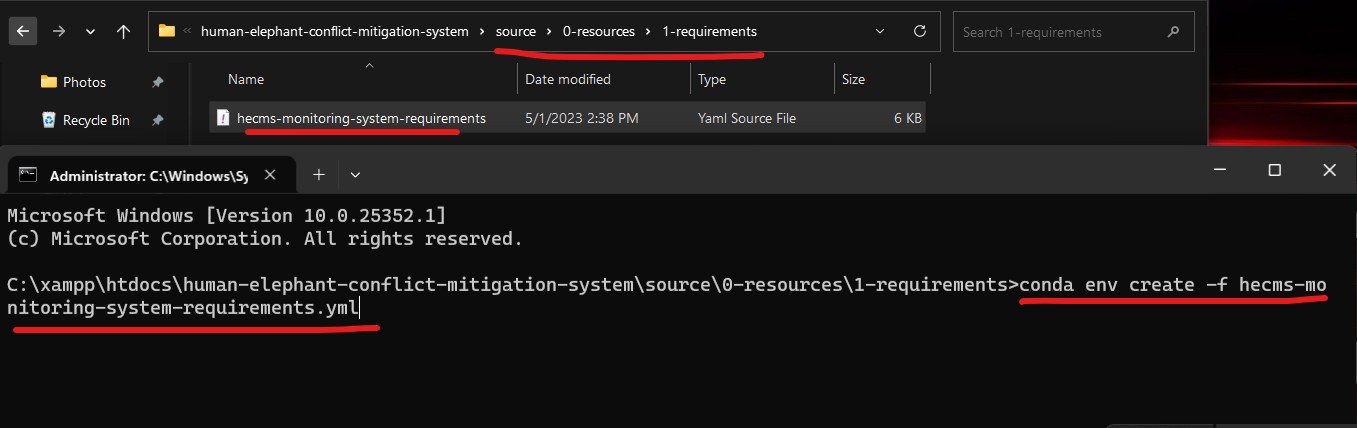 human-elephant-conflict-mitigation-system › source › 0-resources › 1-requirements
Search 1-requirements
Photos
Recycle Bin
Name Date modified Type Size
hecms-monitoring-system-requirements 5/1/2023 2:38 PM Yaml Source File 6 KB
Administrator: C:\Windows\Sy
Microsoft Windows [Version 10.0.25352.1]
(c) Microsoft Corporation. All rights reserved.
C:\xampp\htdocs\human-elephant-conflict-mitigation-system\source\0-resources\1-requirements>conda env create -f hecms-mo
nitoring-system-requirements.yml